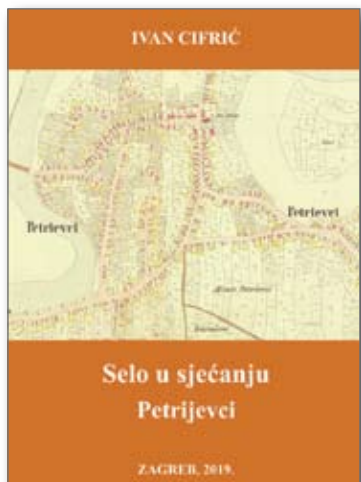 IVAN CIFRIĆ
Petrievci
Petrievci
Selo u sjećanju
Petrijevci
ZAGREB, 2019.